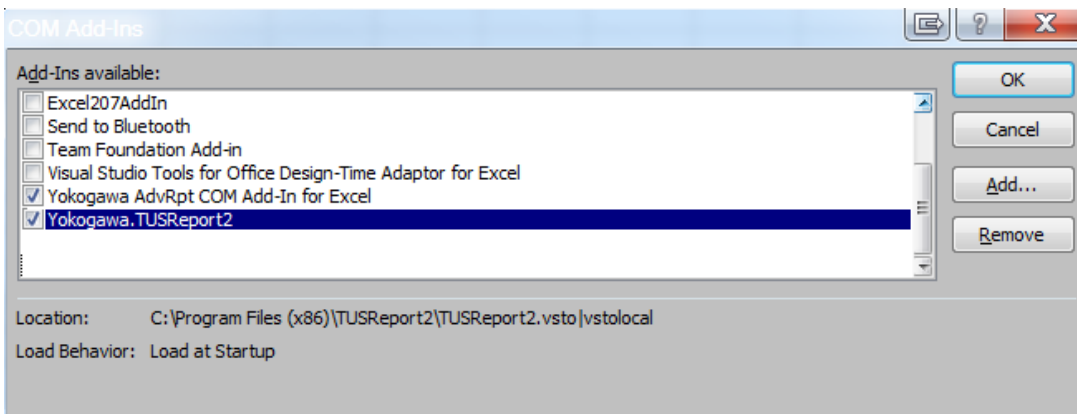 COM Add-Ins
Add-Ins available:
Excel207AddIn
Send to Bluetooth
Team Foundation Add-in
Visual Studio Tools for Office Design-Time Adaptor for Excel
Yokogawa AdvRpt COM Add-In for Excel
Yokogawa.TUSReport2
OK
Cancel
Add...
Remove
Location: C:\Program Files (x86)\TUSReport2\TUSReport2.vsto|vstolocal
Load Behavior: Load at Startup